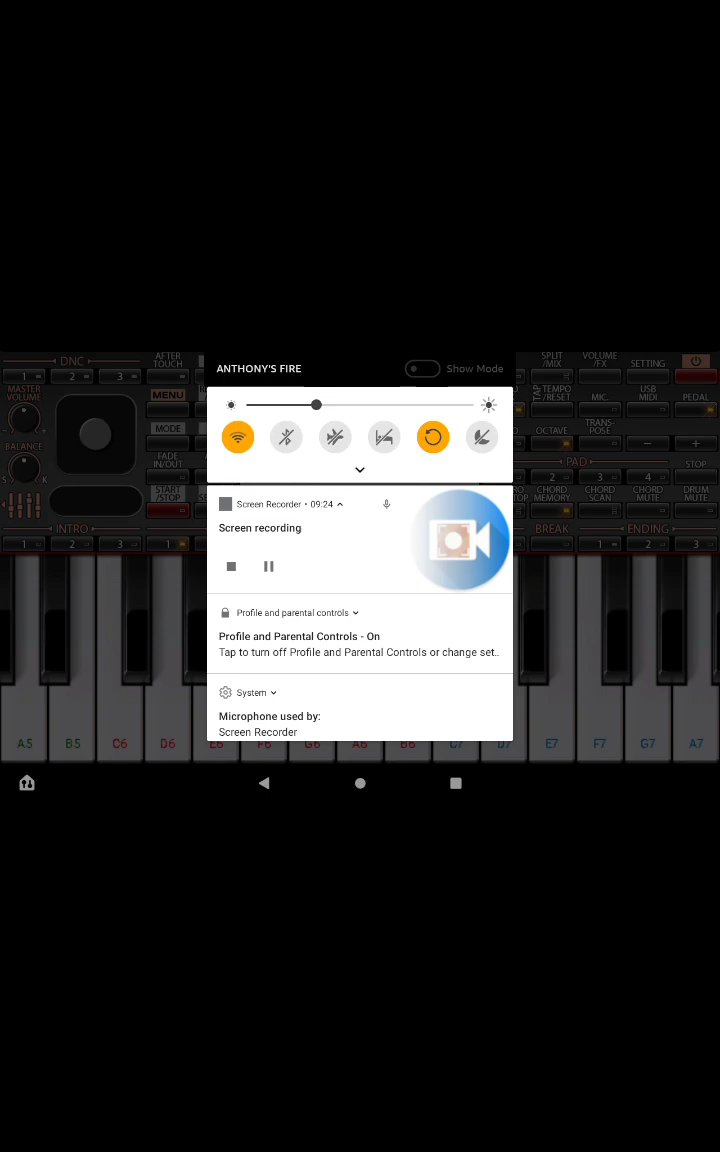 ANTHONY'S FIRE
Show Mode
DNC
AFTER TOUCH
1 2 3
MASTER VOLUME
MENU
MODE
BALANCE
S K
FADE IN/OUT
START /STOP
INTRO
1 2 3 1
SPLIT /MIX
VOLUME /FX
SETTING
TAP TEMPO /RESET
MIC.
USB MIDI
PEDAL
OCTAVE
TRANS-POSE
− +
PAD
STOP
2 3 4
CHORD MEMORY
CHORD SCAN
CHORD MUTE
DRUM MUTE
BREAK
ENDING
1 2 3
Screen Recorder • 09:24
Screen recording
Profile and parental controls
Profile and Parental Controls - On
Tap to turn off Profile and Parental Controls or change set..
System
Microphone used by:
Screen Recorder
A5 B5 C6 D6 E6 F6 G6 A6 B6 C7 D7 E7 F7 G7 A7